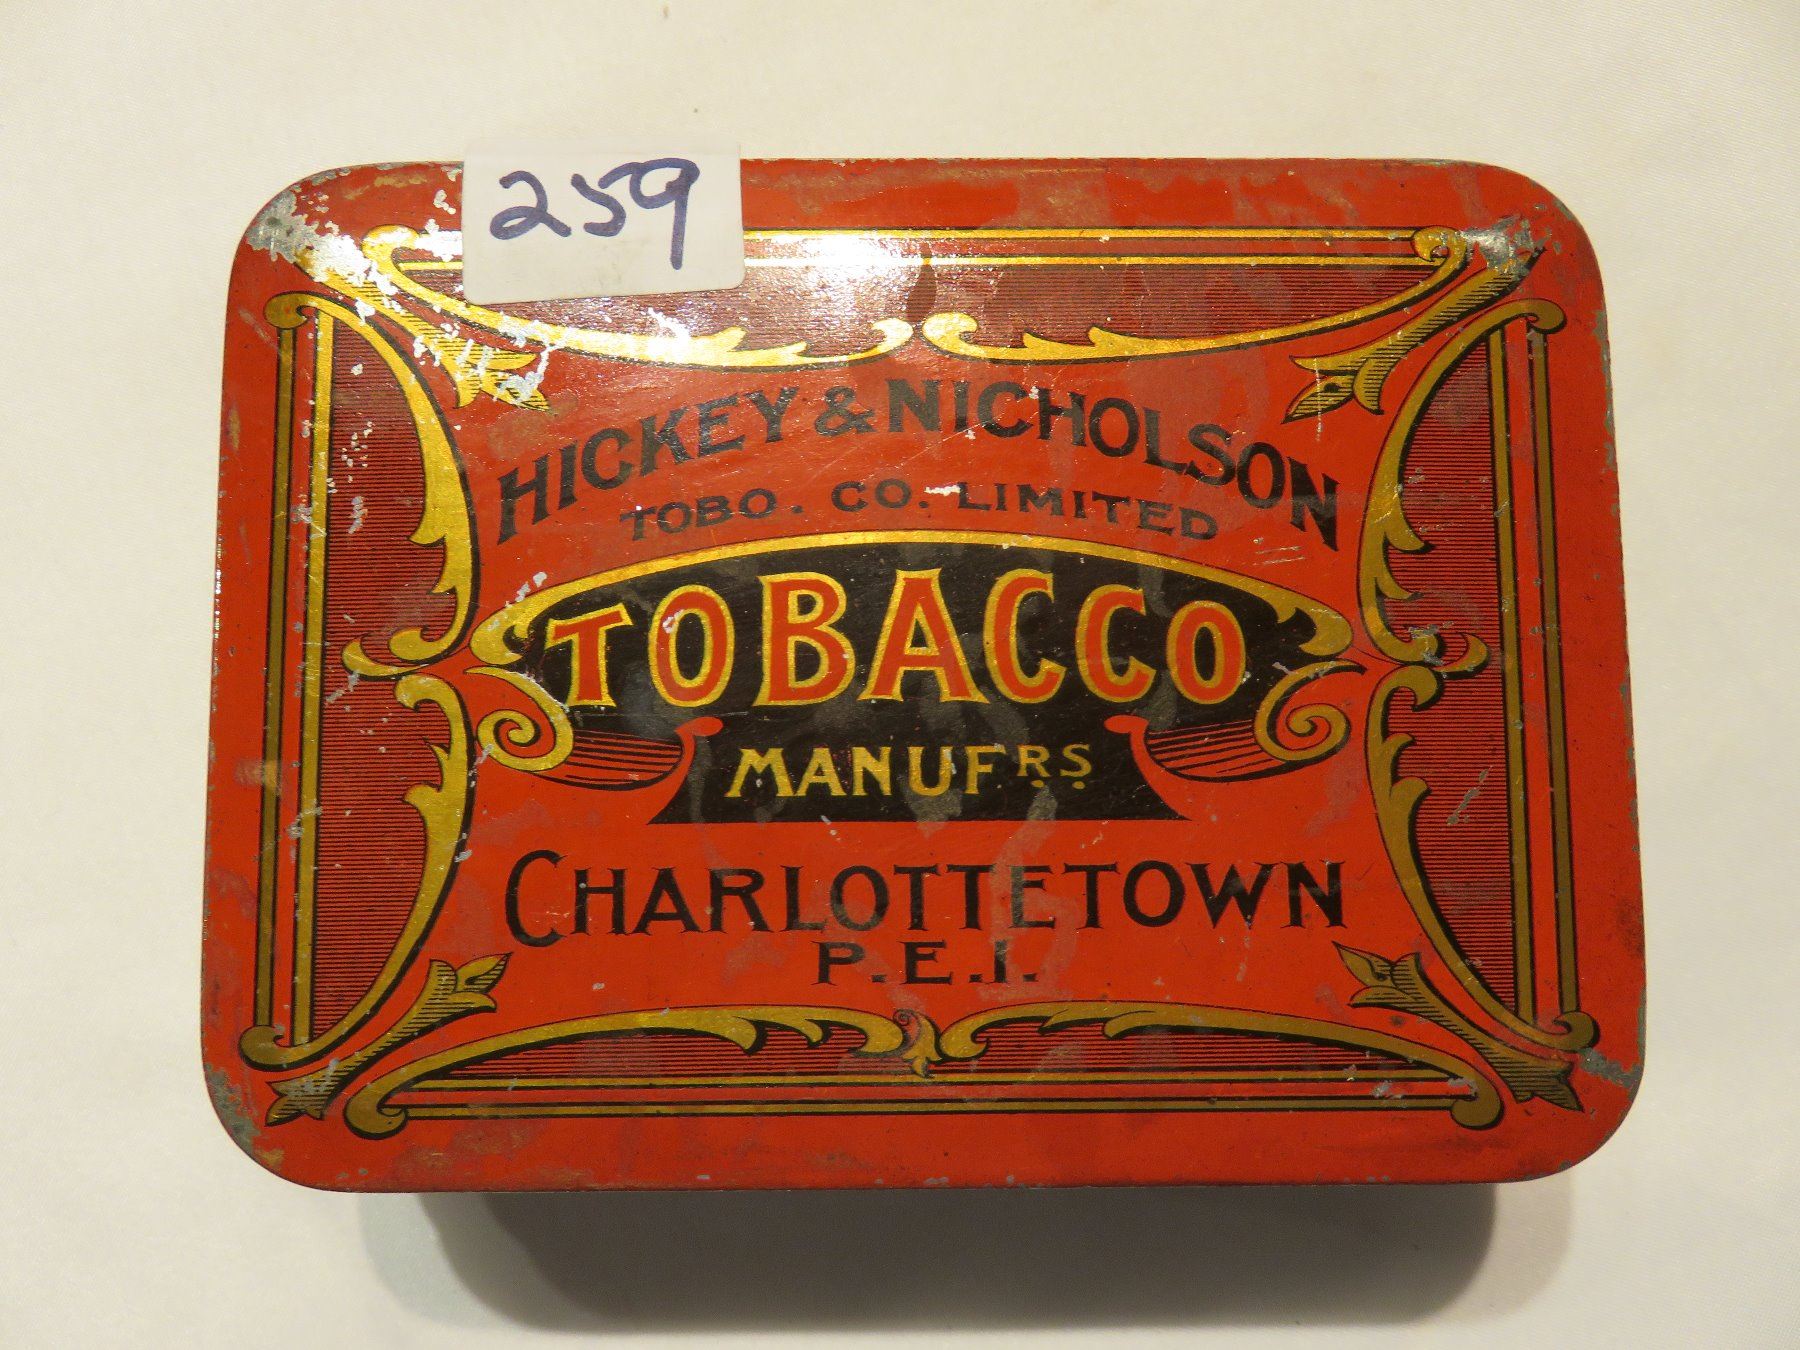 259
HICKEY & NICHOLSON
TOBO. CO. LIMITED
TOBACCO
MANUFRS.
CHARLOTTETOWN
P.E.I.